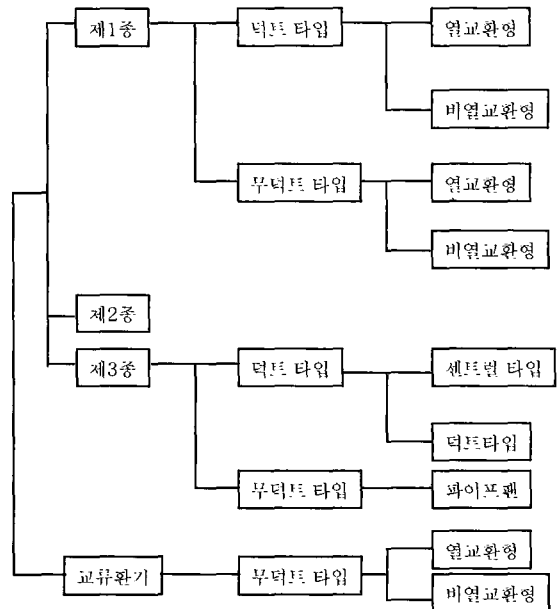 제1종
덕트 타입
열교환형
비열교환형
무덕트 타입
열교환형
비열교환형
제2종
제3종
덕트 타입
센트럴 타입
덕트타입
무덕트 타입
파이프팬
교류환기
무덕트 타입
열교환형
비열교환형